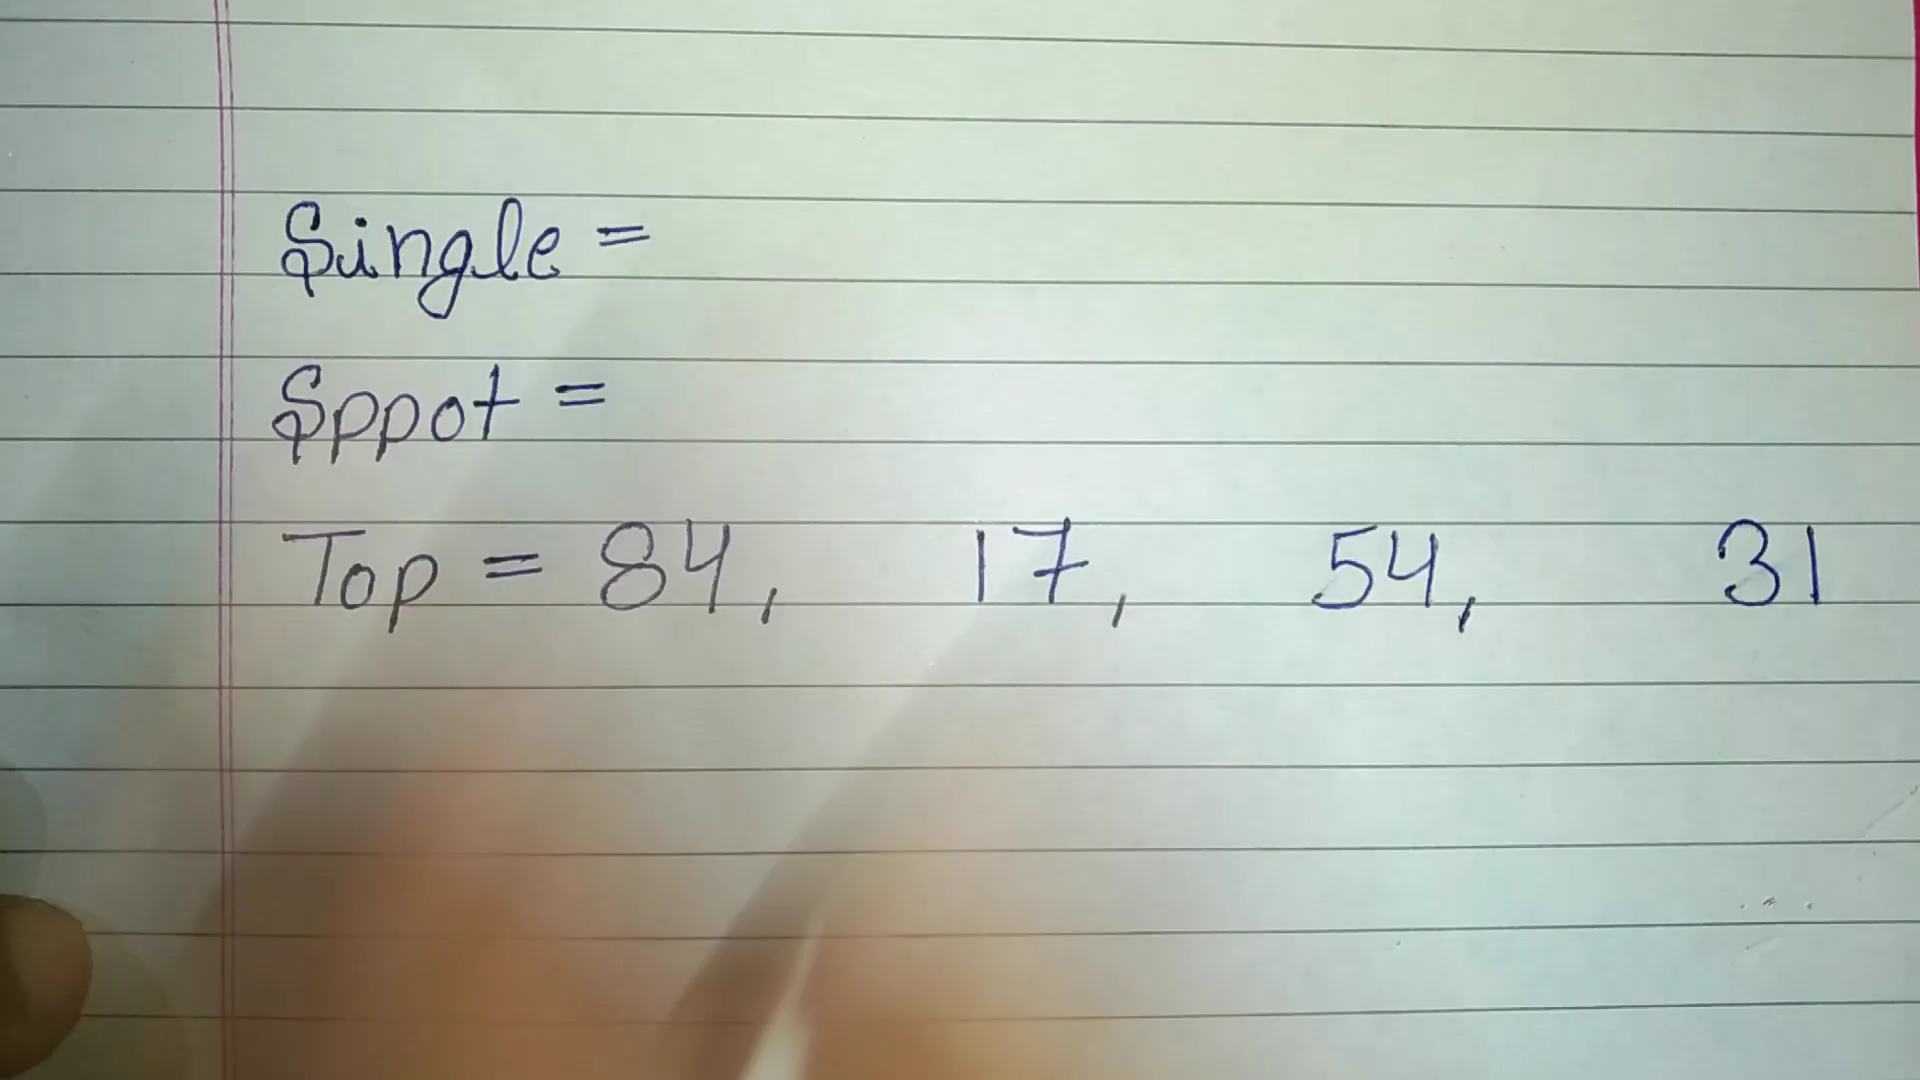 Single =
Sppot =
Top = 84, 17, 54, 31